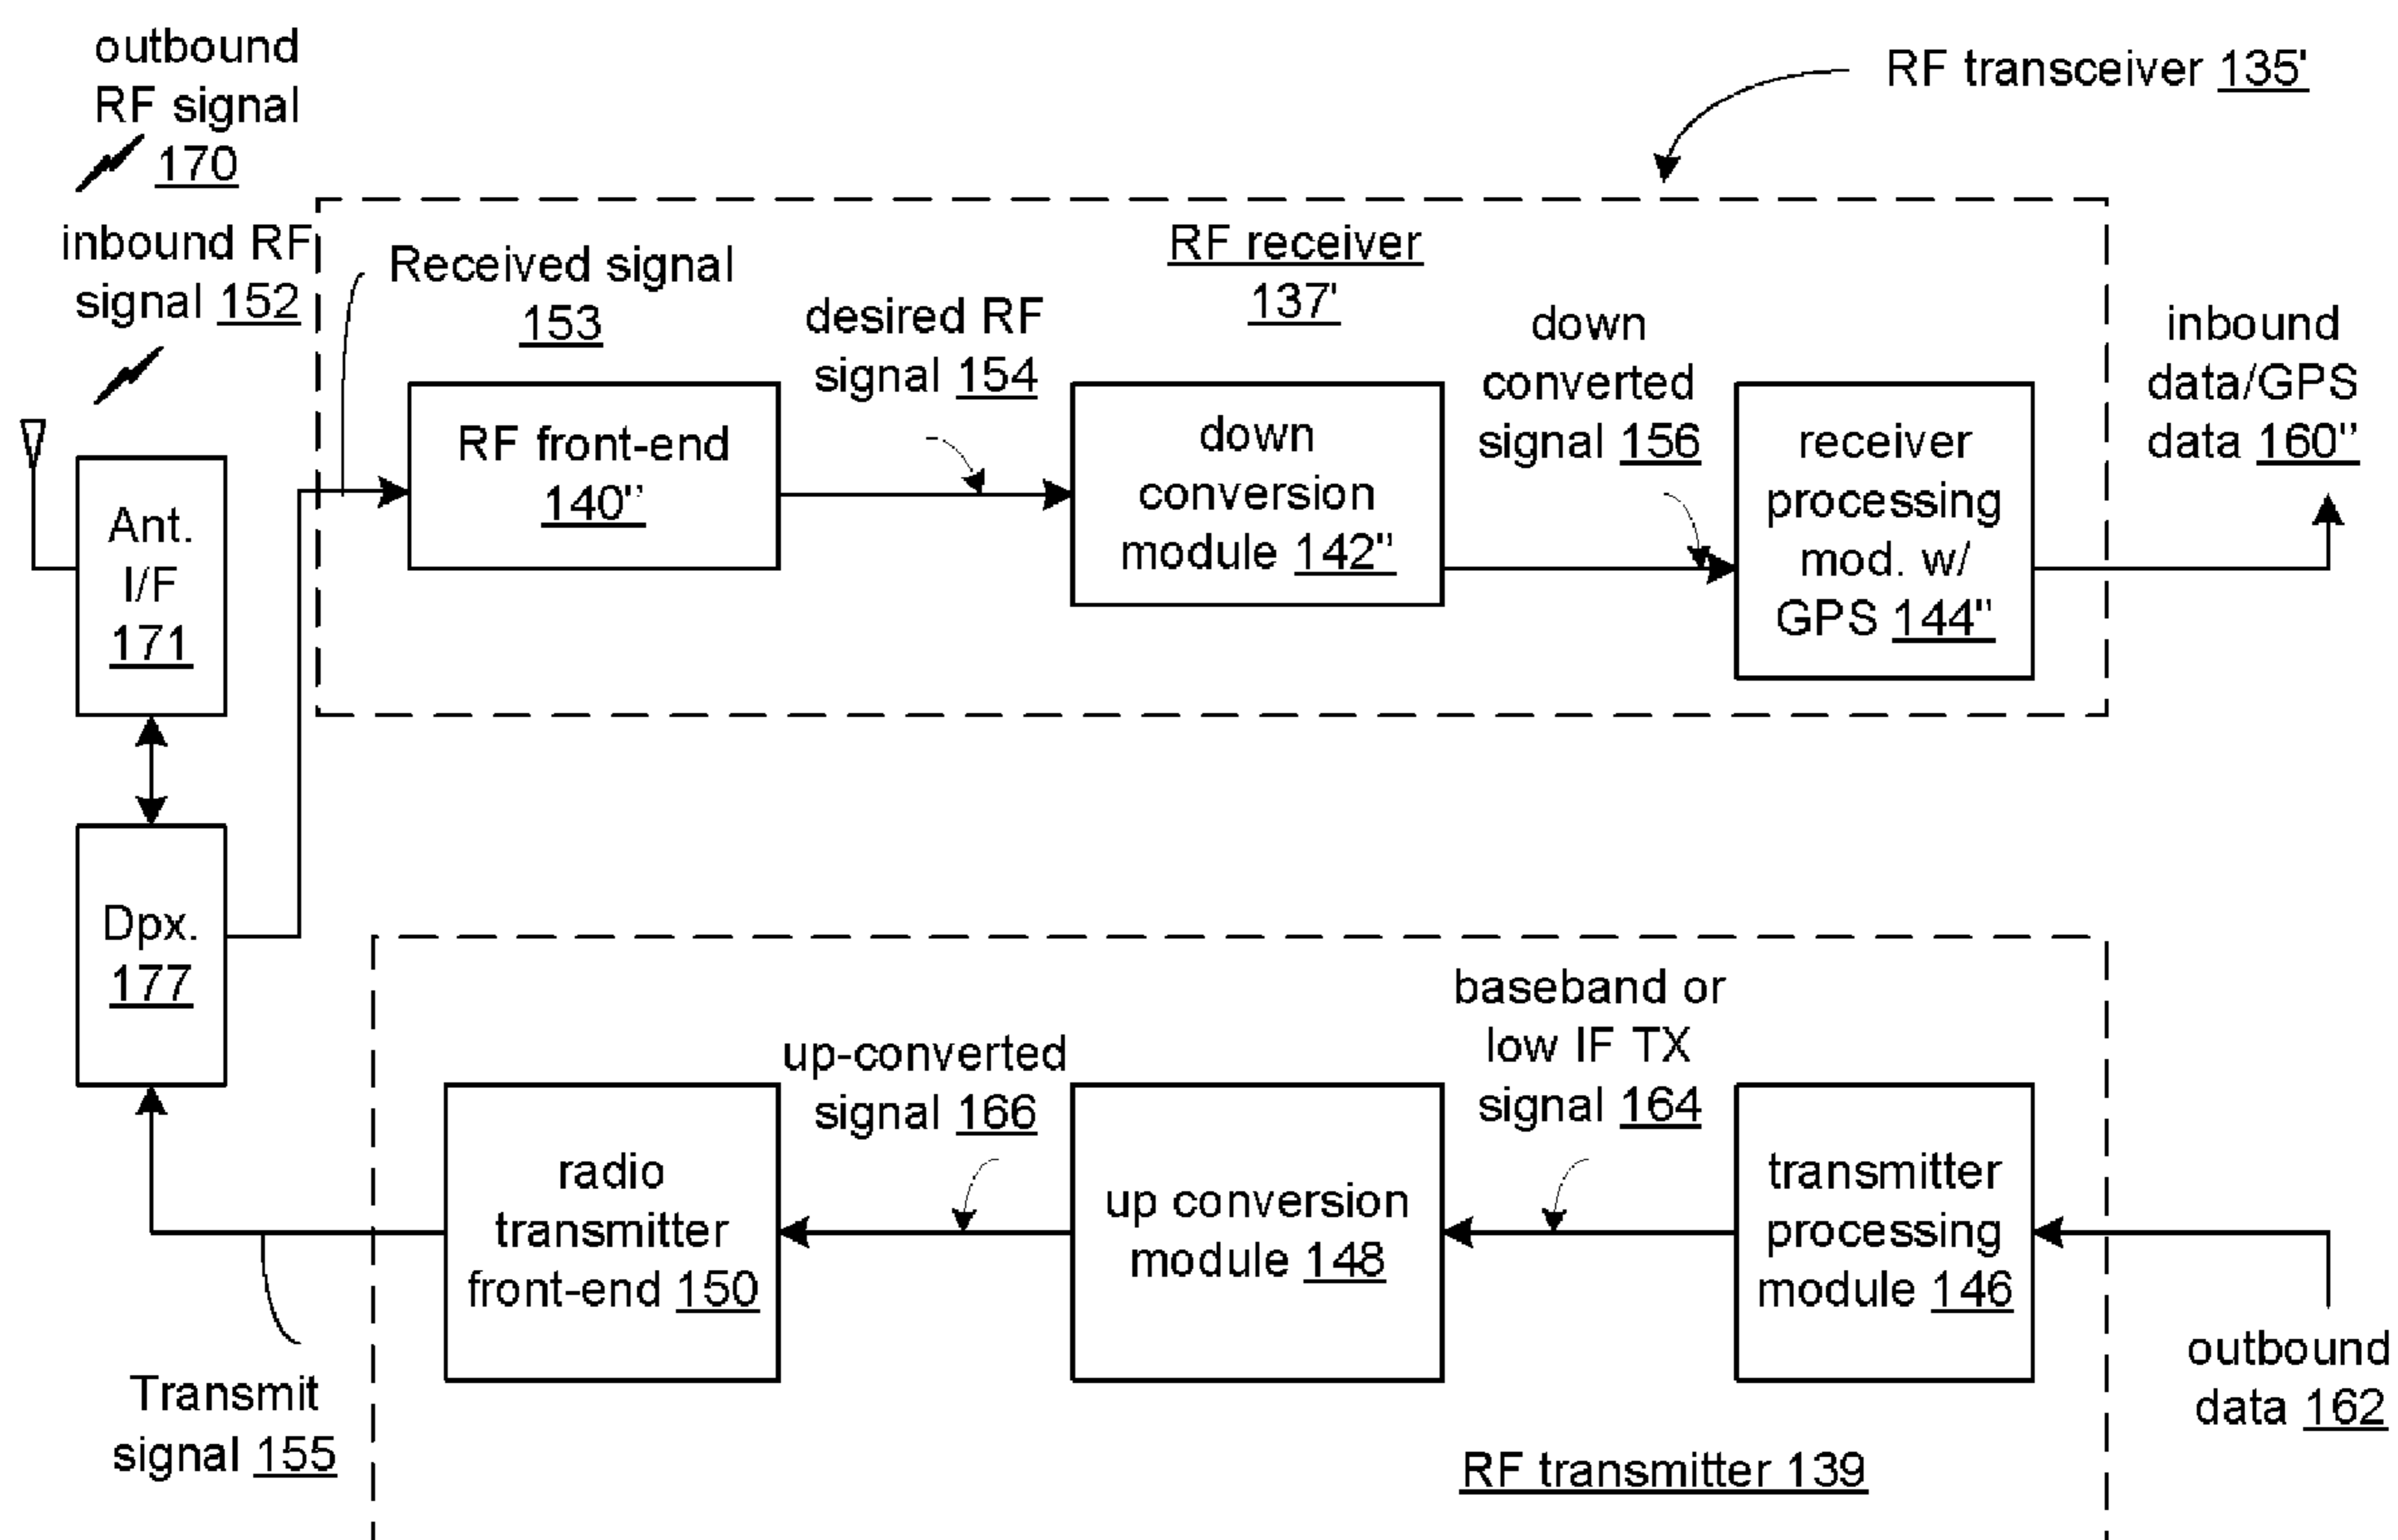 outbound
RF signal
170
RF transceiver 135'
inbound RF
signal 152
Received signal
153
desired RF
signal 154
RF receiver
137'
down
converted
signal 156
inbound
data/GPS
data 160"
Ant.
I/F
171
RF front-end
140"
down
conversion
module 142"
receiver
processing
mod. w/
GPS 144"
Dpx.
177
up-converted
signal 166
baseband or
low IF TX
signal 164
radio
transmitter
front-end 150
up conversion
module 148
transmitter
processing
module 146
Transmit
signal 155
outbound
data 162
RF transmitter 139